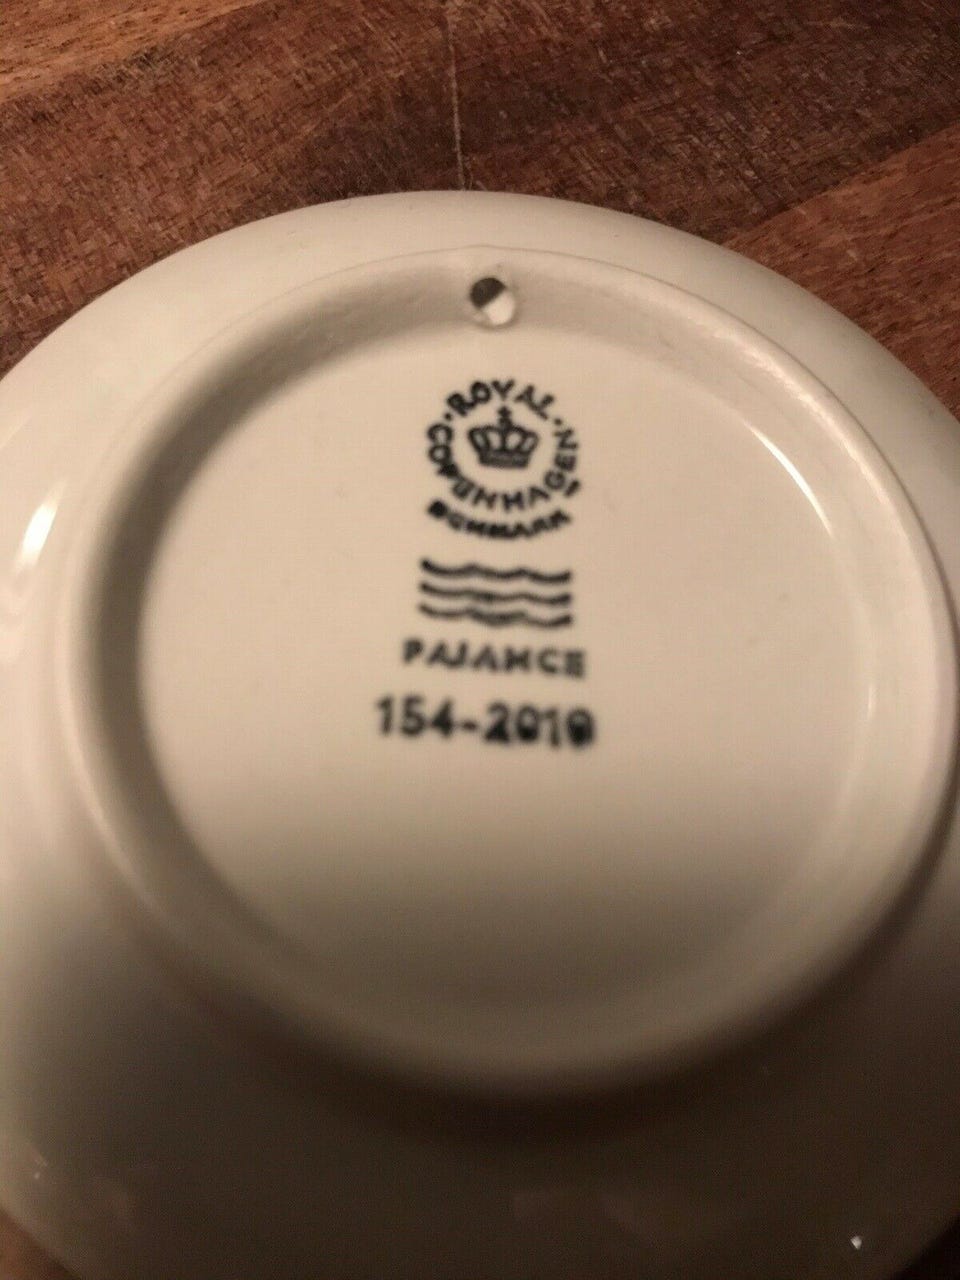 ROYAL
COPENHAGEN
DENMARK
FAJANCE
154-2010